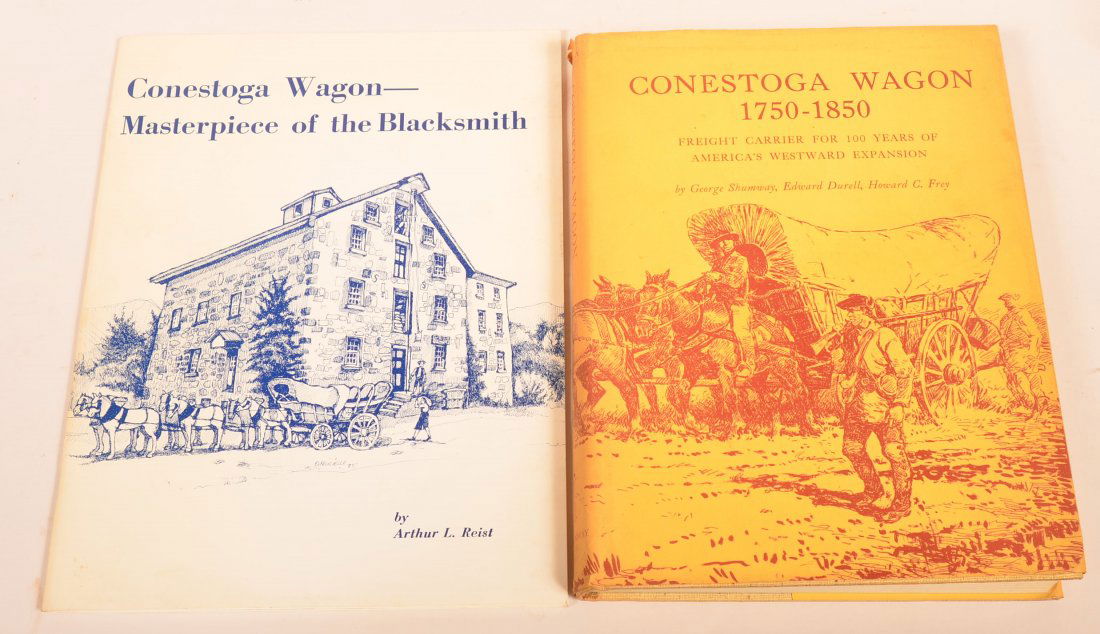 Conestoga Wagon—
Masterpiece of the Blacksmith
by
Arthur L. Reist
CONESTOGA WAGON
1750-1850
FREIGHT CARRIER FOR 100 YEARS OF
AMERICA'S WESTWARD EXPANSION
by George Shumway, Edward Durell, Howard C. Frey